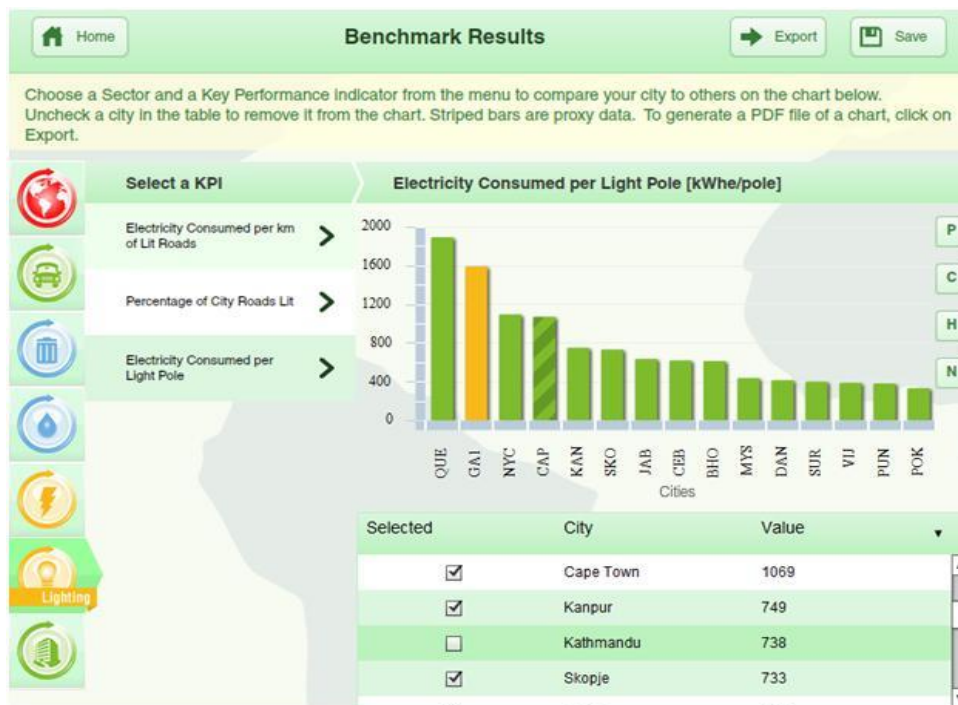 Home
Benchmark Results
Export
Save
Choose a Sector and a Key Performance indicator from the menu to compare your city to others on the chart below.
Uncheck a city in the table to remove it from the chart. Striped bars are proxy data. To generate a PDF file of a chart, click on
Export.
Select a KPI
Electricity Consumed per Light Pole [kWhe/pole]
Electricity Consumed per km
of Lit Roads
Percentage of City Roads Lit
Electricity Consumed per
Light Pole
2000
1600
1200
800
400
0
P
C
H
N
QUE
GAI
NYC
CAP
KAN
SKO
JAB
CEB
BHO
MYS
DAN
SUR
VIJ
PUN
POK
Cities
Lighting
Selected City Value
Cape Town 1069
Kanpur 749
Kathmandu 738
Skopje 733